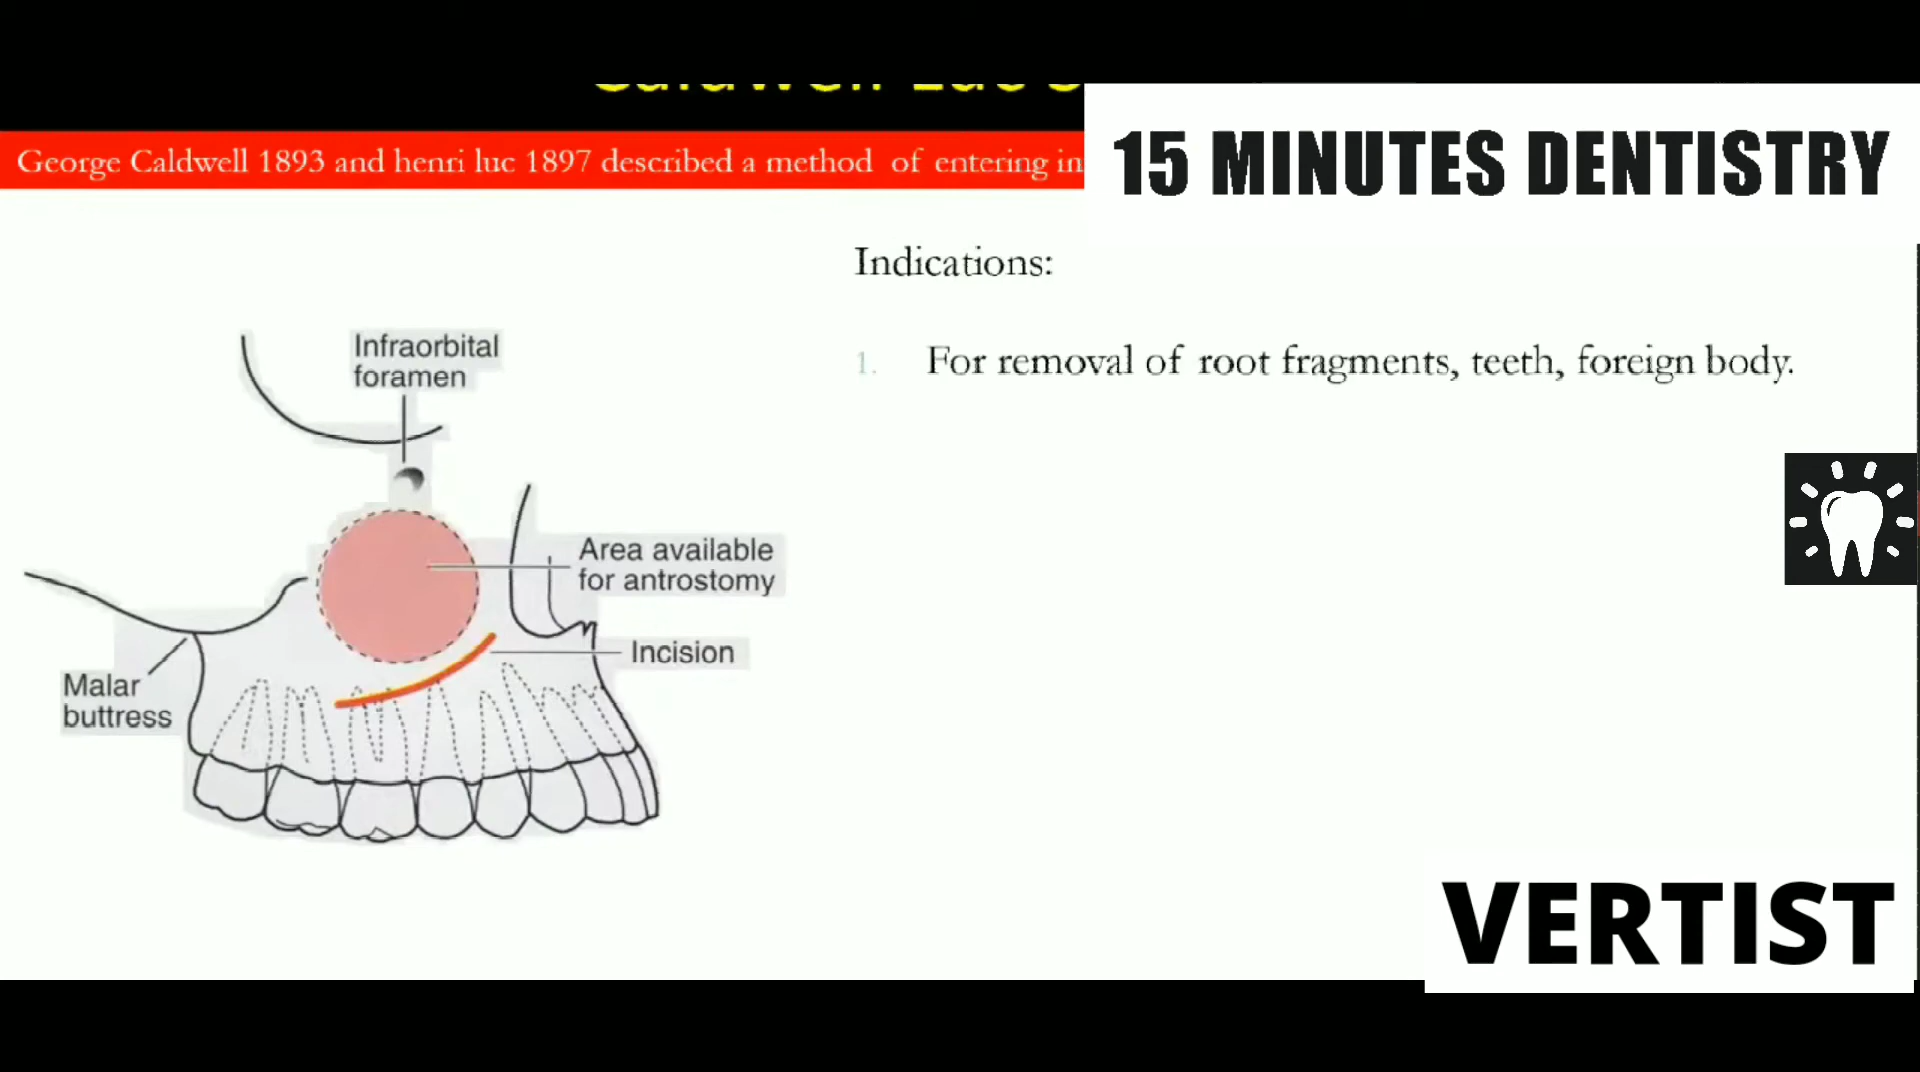 15 MINUTES DENTISTRY
George Caldwell 1893 and henri luc 1897 described a method of entering in
Indications:
1. For removal of root fragments, teeth, foreign body.
Infraorbital
foramen
Area available
for antrostomy
Incision
Malar
buttress
VERTIST